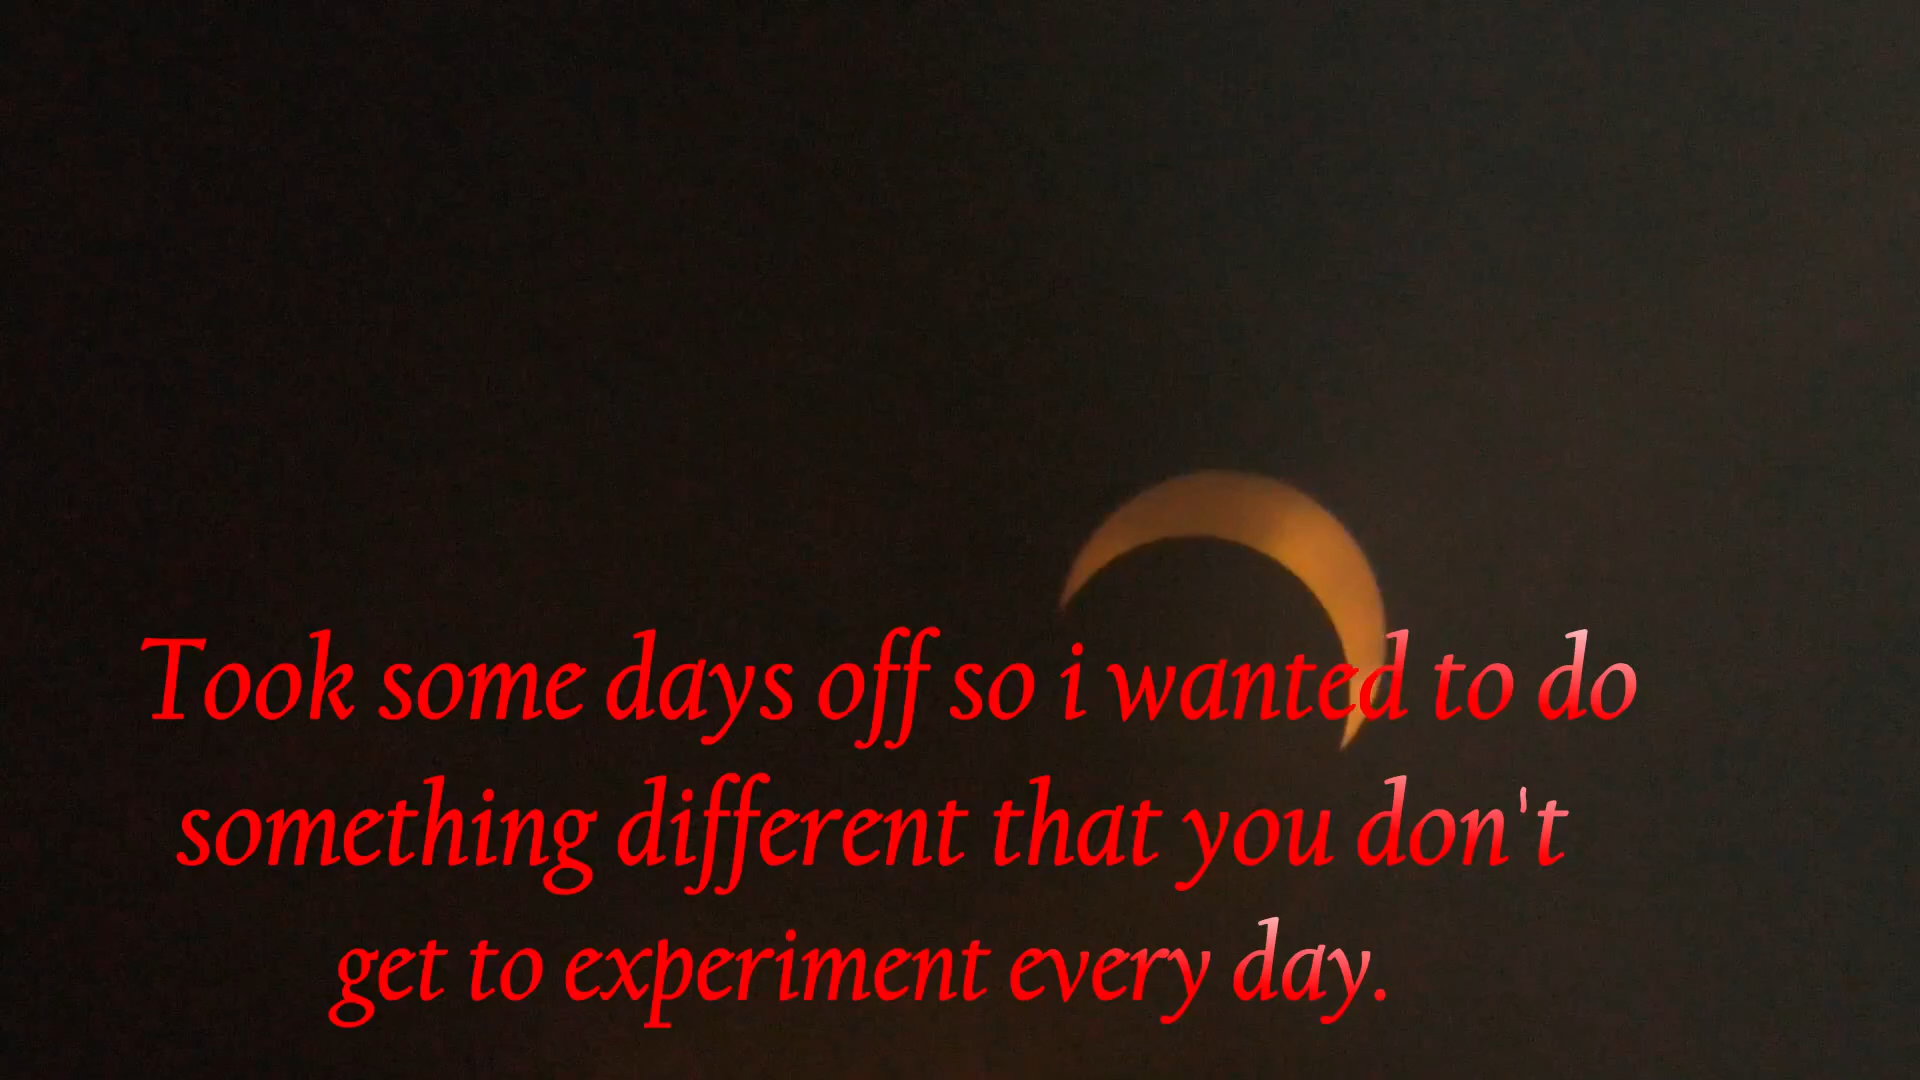 Took some days off so i wanted to do
something different that you don't
get to experiment every day.